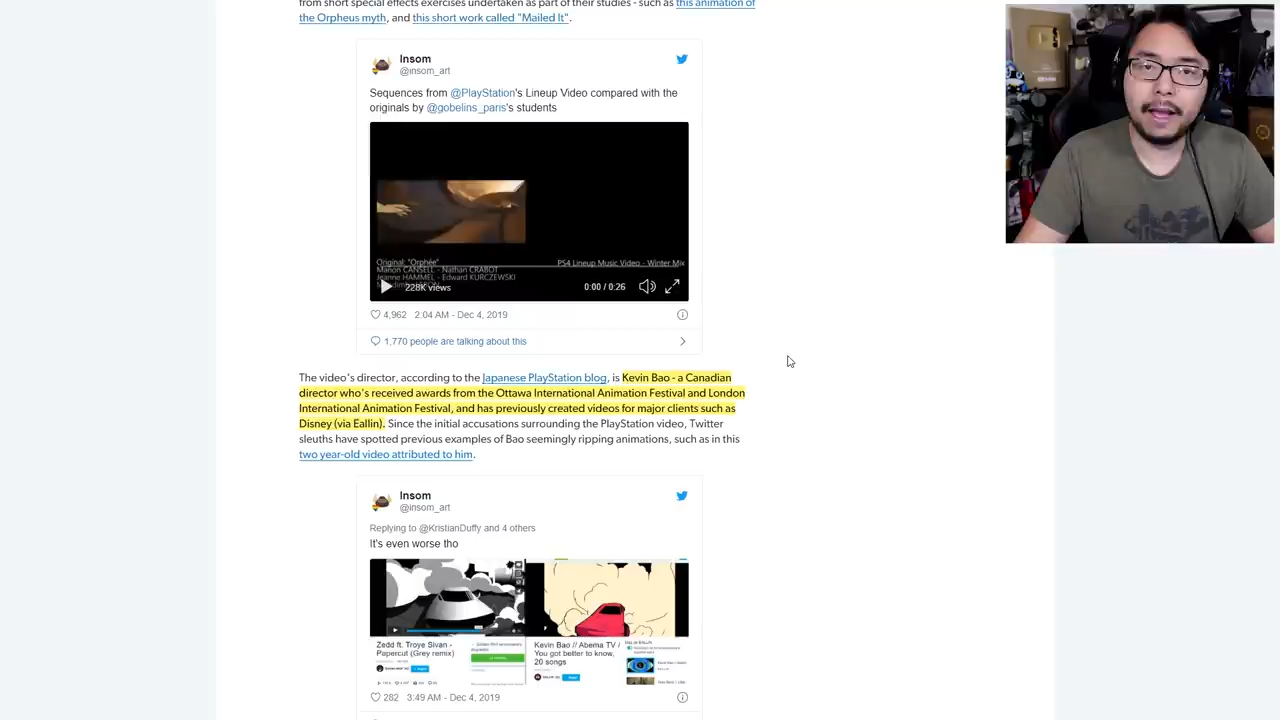 from short special effects exercises undertaken as part of their studies - such as this animation of
the Orpheus myth, and this short work called "Mailed It".
Insom
@insom_art
Sequences from @PlayStation's Lineup Video compared with the
originals by @gobelins_paris's students
Original: "Orphée"
PS4 Lineup Music Video - Winter Mix
Manon CANSELL - Nathan CRABOT
Jeanne HAMMEL - Edward KURCZEWSKI
228K views
0:00 / 0:26
4,962 2:04 AM - Dec 4, 2019
1,770 people are talking about this
The video's director, according to the Japanese PlayStation blog, is Kevin Bao - a Canadian
director who's received awards from the Ottawa International Animation Festival and London
International Animation Festival, and has previously created videos for major clients such as
Disney (via Eallin). Since the initial accusations surrounding the PlayStation video, Twitter
sleuths have spotted previous examples of Bao seemingly ripping animations, such as in this
two year-old video attributed to him.
Insom
@insom_art
Replying to @KristianDuffy and 4 others
It's even worse tho
Zedd ft. Troye Sivan -
Papercut (Grey remix)
Kevin Bao // Abema TV /
You got better to know,
20 songs
282 3:49 AM - Dec 4, 2019